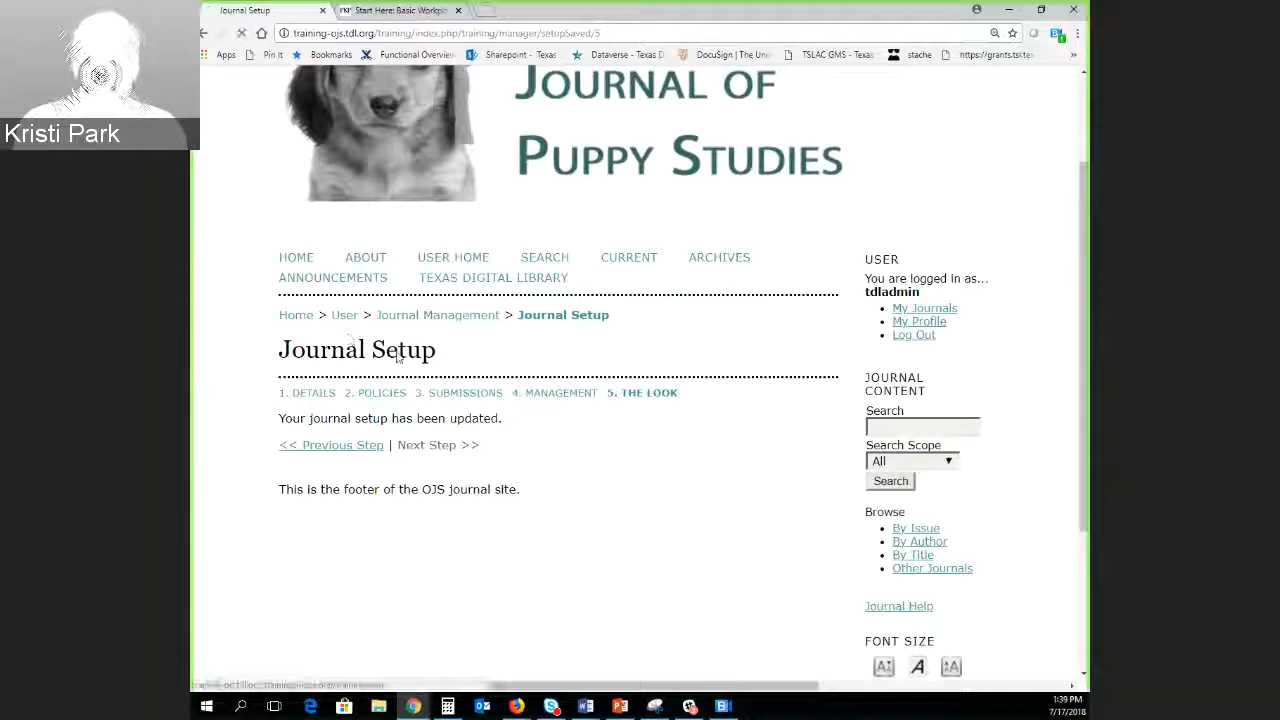 Journal Setup
Start Here: Basic Workpl
training-ojs.tdl.org/training/index.php/training/manager/setupSaved/5
Apps Pin It Bookmarks Functional Overview Sharepoint - Texas Dataverse - Texas D DocuSign | The Uni TSLAC GMS - Texas stache https://grants.tsl.te »
Kristi Park
JOURNAL OF
PUPPY STUDIES
HOME ABOUT USER HOME SEARCH CURRENT ARCHIVES
ANNOUNCEMENTS TEXAS DIGITAL LIBRARY
Home > User > Journal Management > Journal Setup
Journal Setup
1. DETAILS 2. POLICIES 3. SUBMISSIONS 4. MANAGEMENT 5. THE LOOK
Your journal setup has been updated.
<< Previous Step | Next Step >>
This is the footer of the OJS journal site.
USER
You are logged in as...
tdladmin
My Journals
My Profile
Log Out
JOURNAL
CONTENT
Search
Search Scope
All
Search
Browse
By Issue
By Author
By Title
Other Journals
Journal Help
FONT SIZE
1:39 PM
7/17/2018